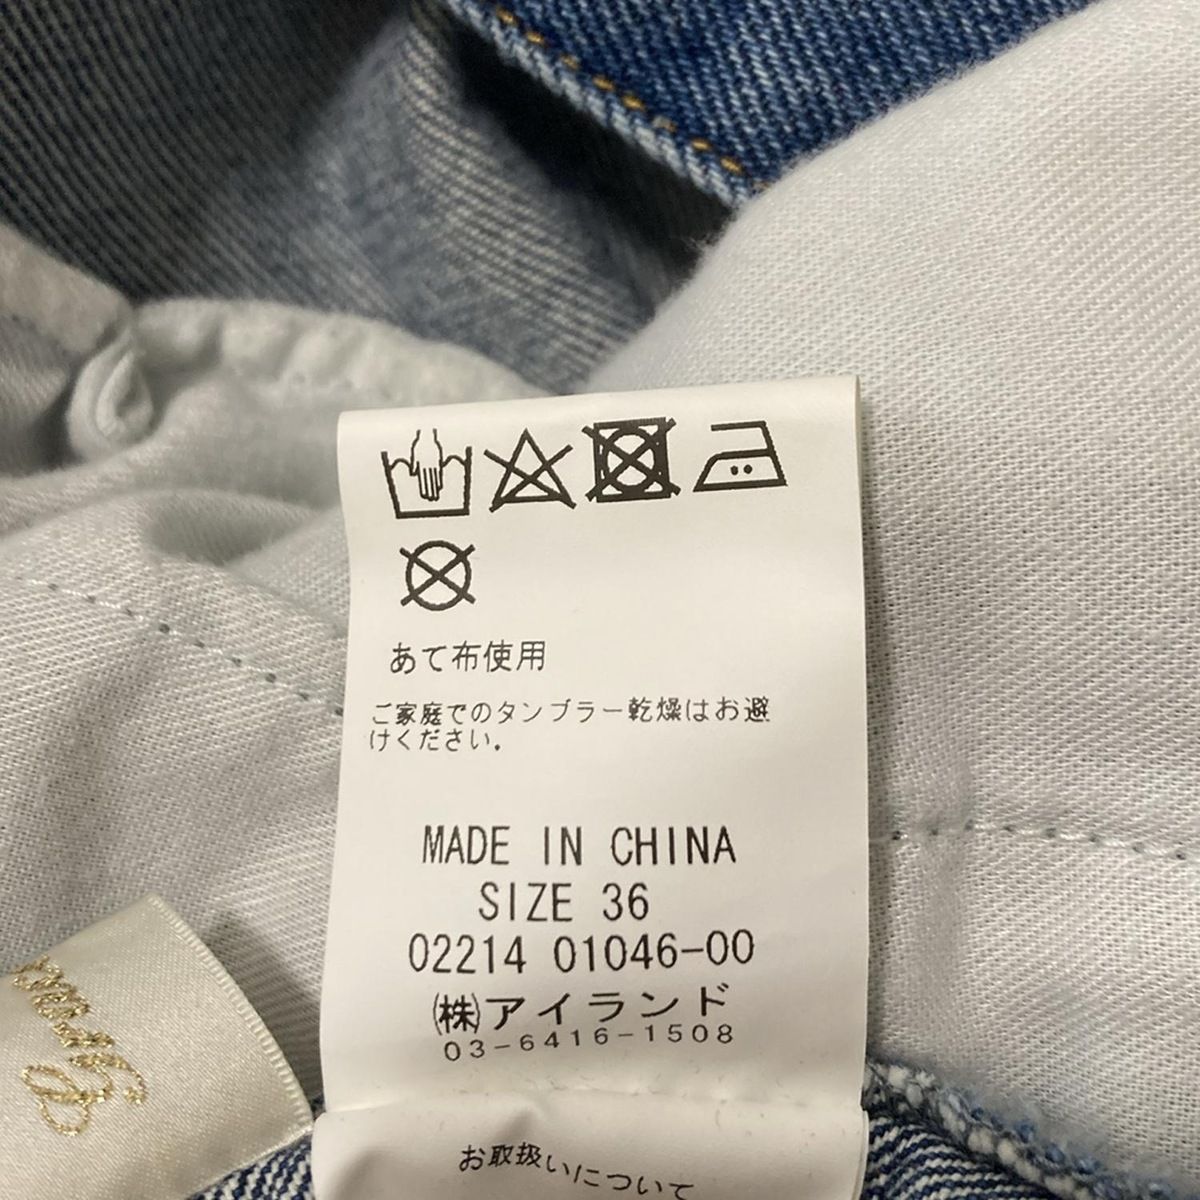 あて布使用
ご家庭でのタンブラー乾燥はお避
けください.
MADE IN CHINA
SIZE 36
02214 01046-00
(株)アイランド
03-6416-1508
お取扱いについて